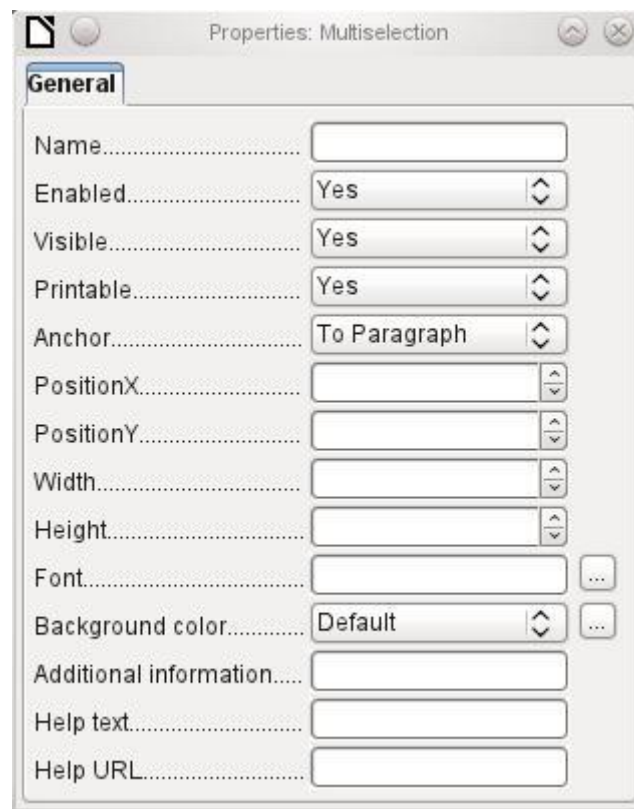 Properties: Multiselection
General
Name..............................
Enabled........................... Yes
Visible............................. Yes
Printable.......................... Yes
Anchor............................. To Paragraph
PositionX..........................
PositionY..........................
Width...............................
Height..............................
Font................................ ...
Background color............ Default ...
Additional information.....
Help text..........................
Help URL.........................